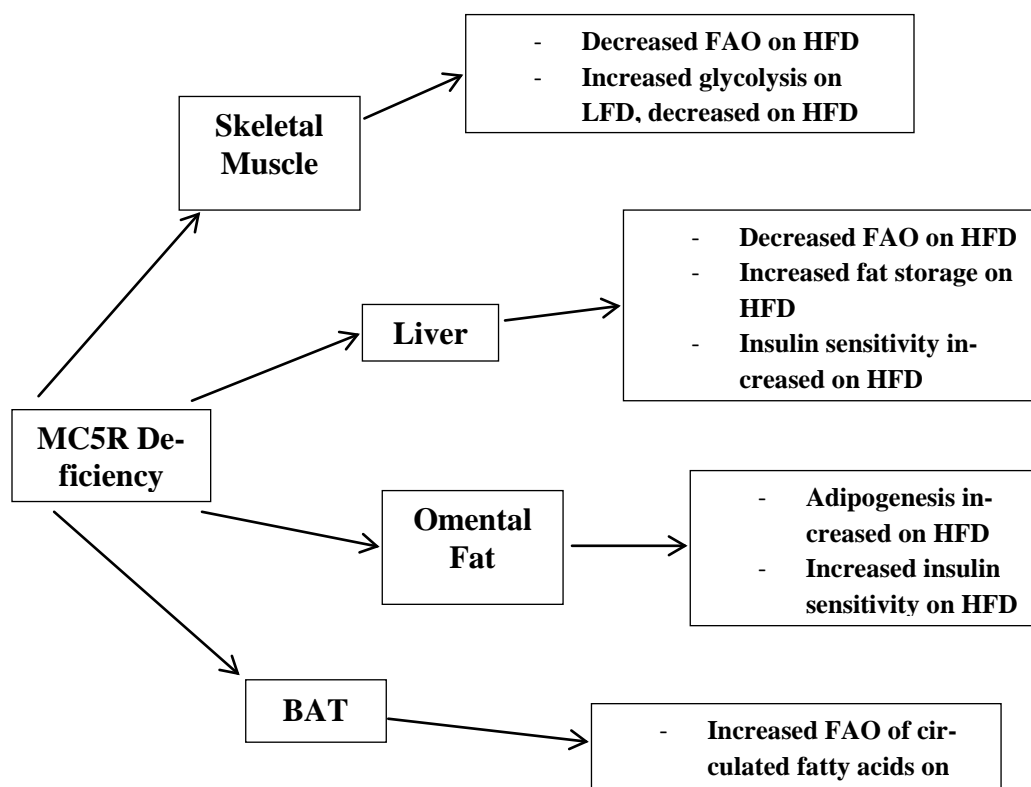 - Decreased FAO on HFD
- Increased glycolysis on
LFD, decreased on HFD
Skeletal
Muscle
- Decreased FAO on HFD
- Increased fat storage on
HFD
- Insulin sensitivity in-
creased on HFD
Liver
MC5R De-
ficiency
Omental
Fat
- Adipogenesis in-
creased on HFD
- Increased insulin
sensitivity on HFD
BAT
- Increased FAO of cir-
culated fatty acids on